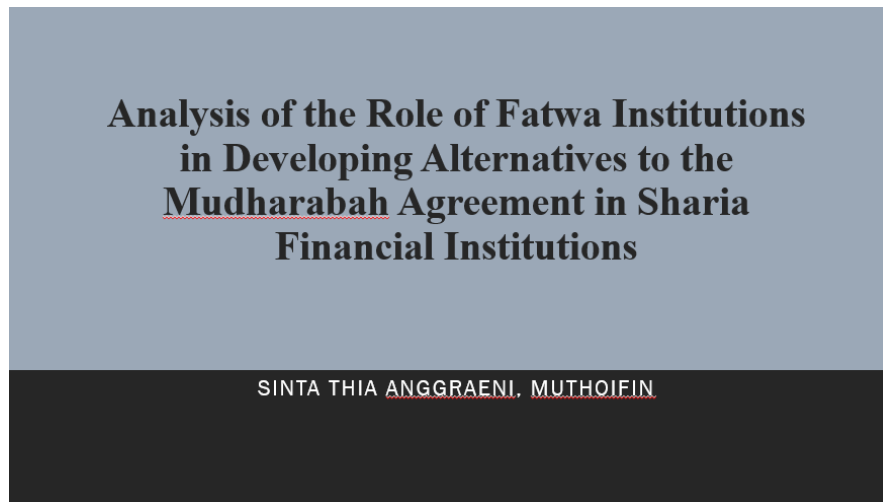 Analysis of the Role of Fatwa Institutions
in Developing Alternatives to the
Mudharabah Agreement in Sharia
Financial Institutions
SINTA THIA ANGGRAENI, MUTHOIFIN